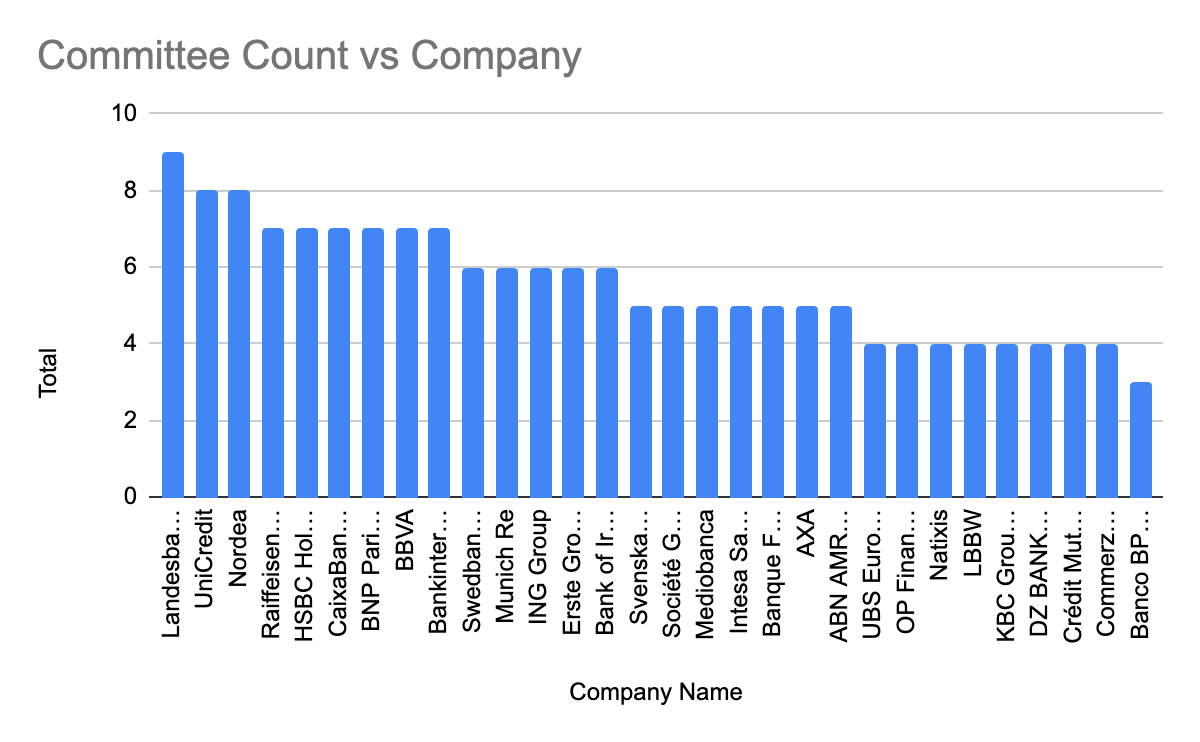 Committee Count vs Company
Total
10
8
6
4
2
0
Landesba…
UniCredit
Nordea
Raiffeisen…
HSBC Hol…
CaixaBan…
BNP Pari…
BBVA
Bankinter…
Swedban…
Munich Re
ING Group
Erste Gro…
Bank of Ir…
Svenska…
Société G…
Mediobanca
Intesa Sa…
Banque F…
AXA
ABN AMR…
UBS Euro…
OP Finan…
Natixis
LBBW
KBC Grou…
DZ BANK…
Crédit Mut…
Commerz…
Banco BP…
Company Name